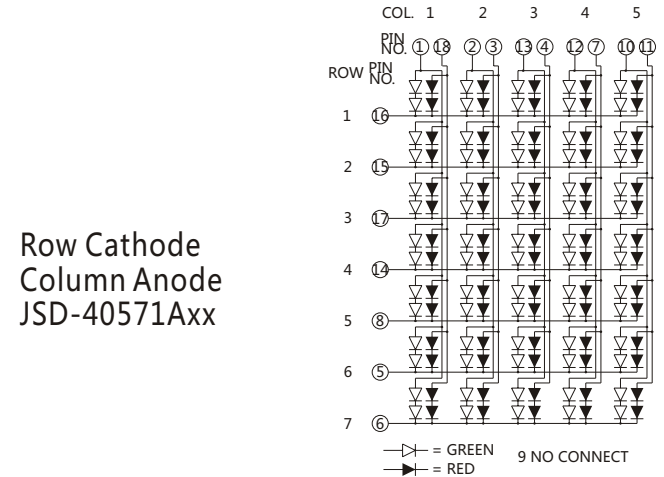 COL. 1 2 3 4 5
PIN NO. 1 18 2 3 13 4 12 7 10 11
ROW PIN NO.
1 16
2 15
3 17
4 14
5 8
6 5
7 6
Row Cathode
Column Anode
JSD-40571Axx
= GREEN
= RED
9 NO CONNECT